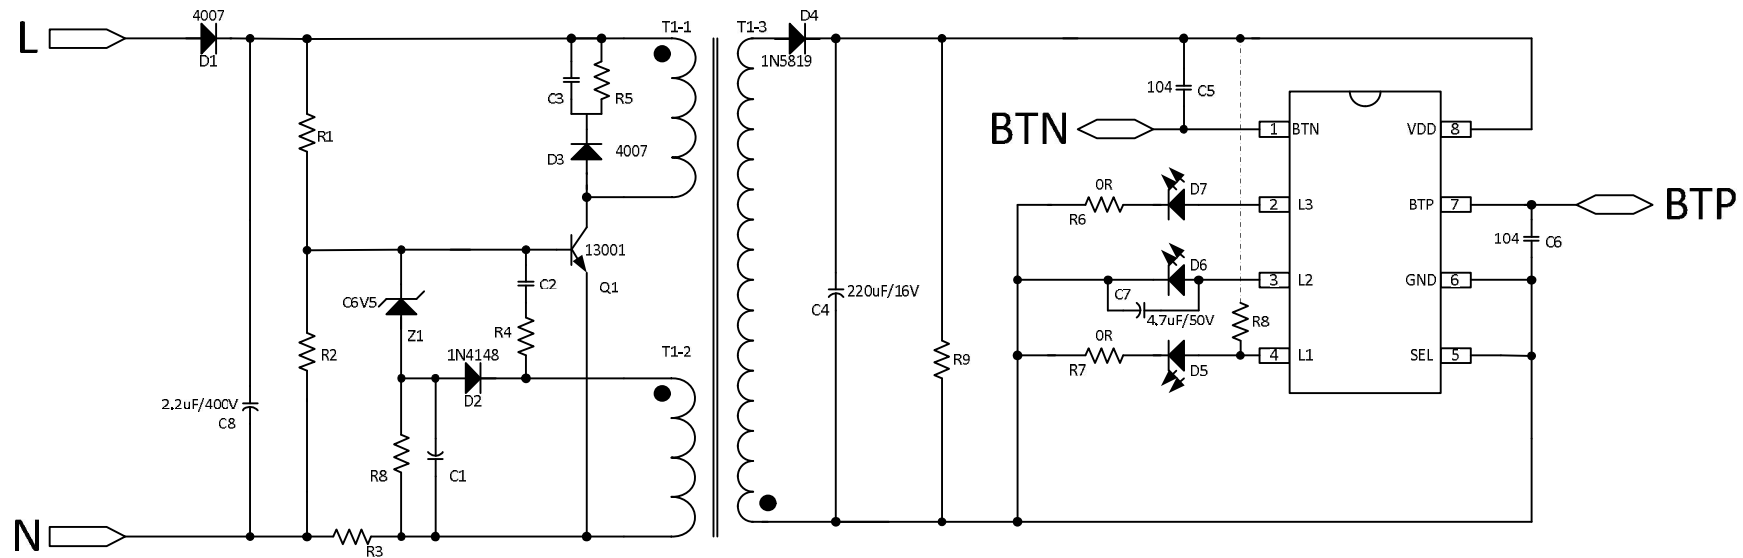 L
4007
D1
2.2uF/400V
C8
R1
R2
C3
R5
D3
4007
13001
Q1
C6V5
Z1
C2
R4
1N4148
D2
R8
C1
R3
N
T1-1
T1-2
T1-3
D4
1N5819
220uF/16V
C4
R9
104
C5
BTN
1
BTN
VDD
8
0R
R6
D7
2
L3
BTP
7
BTP
104
C6
D6
C7
4.7uF/50V
3
L2
GND
6
R8
0R
R7
D5
4
L1
SEL
5